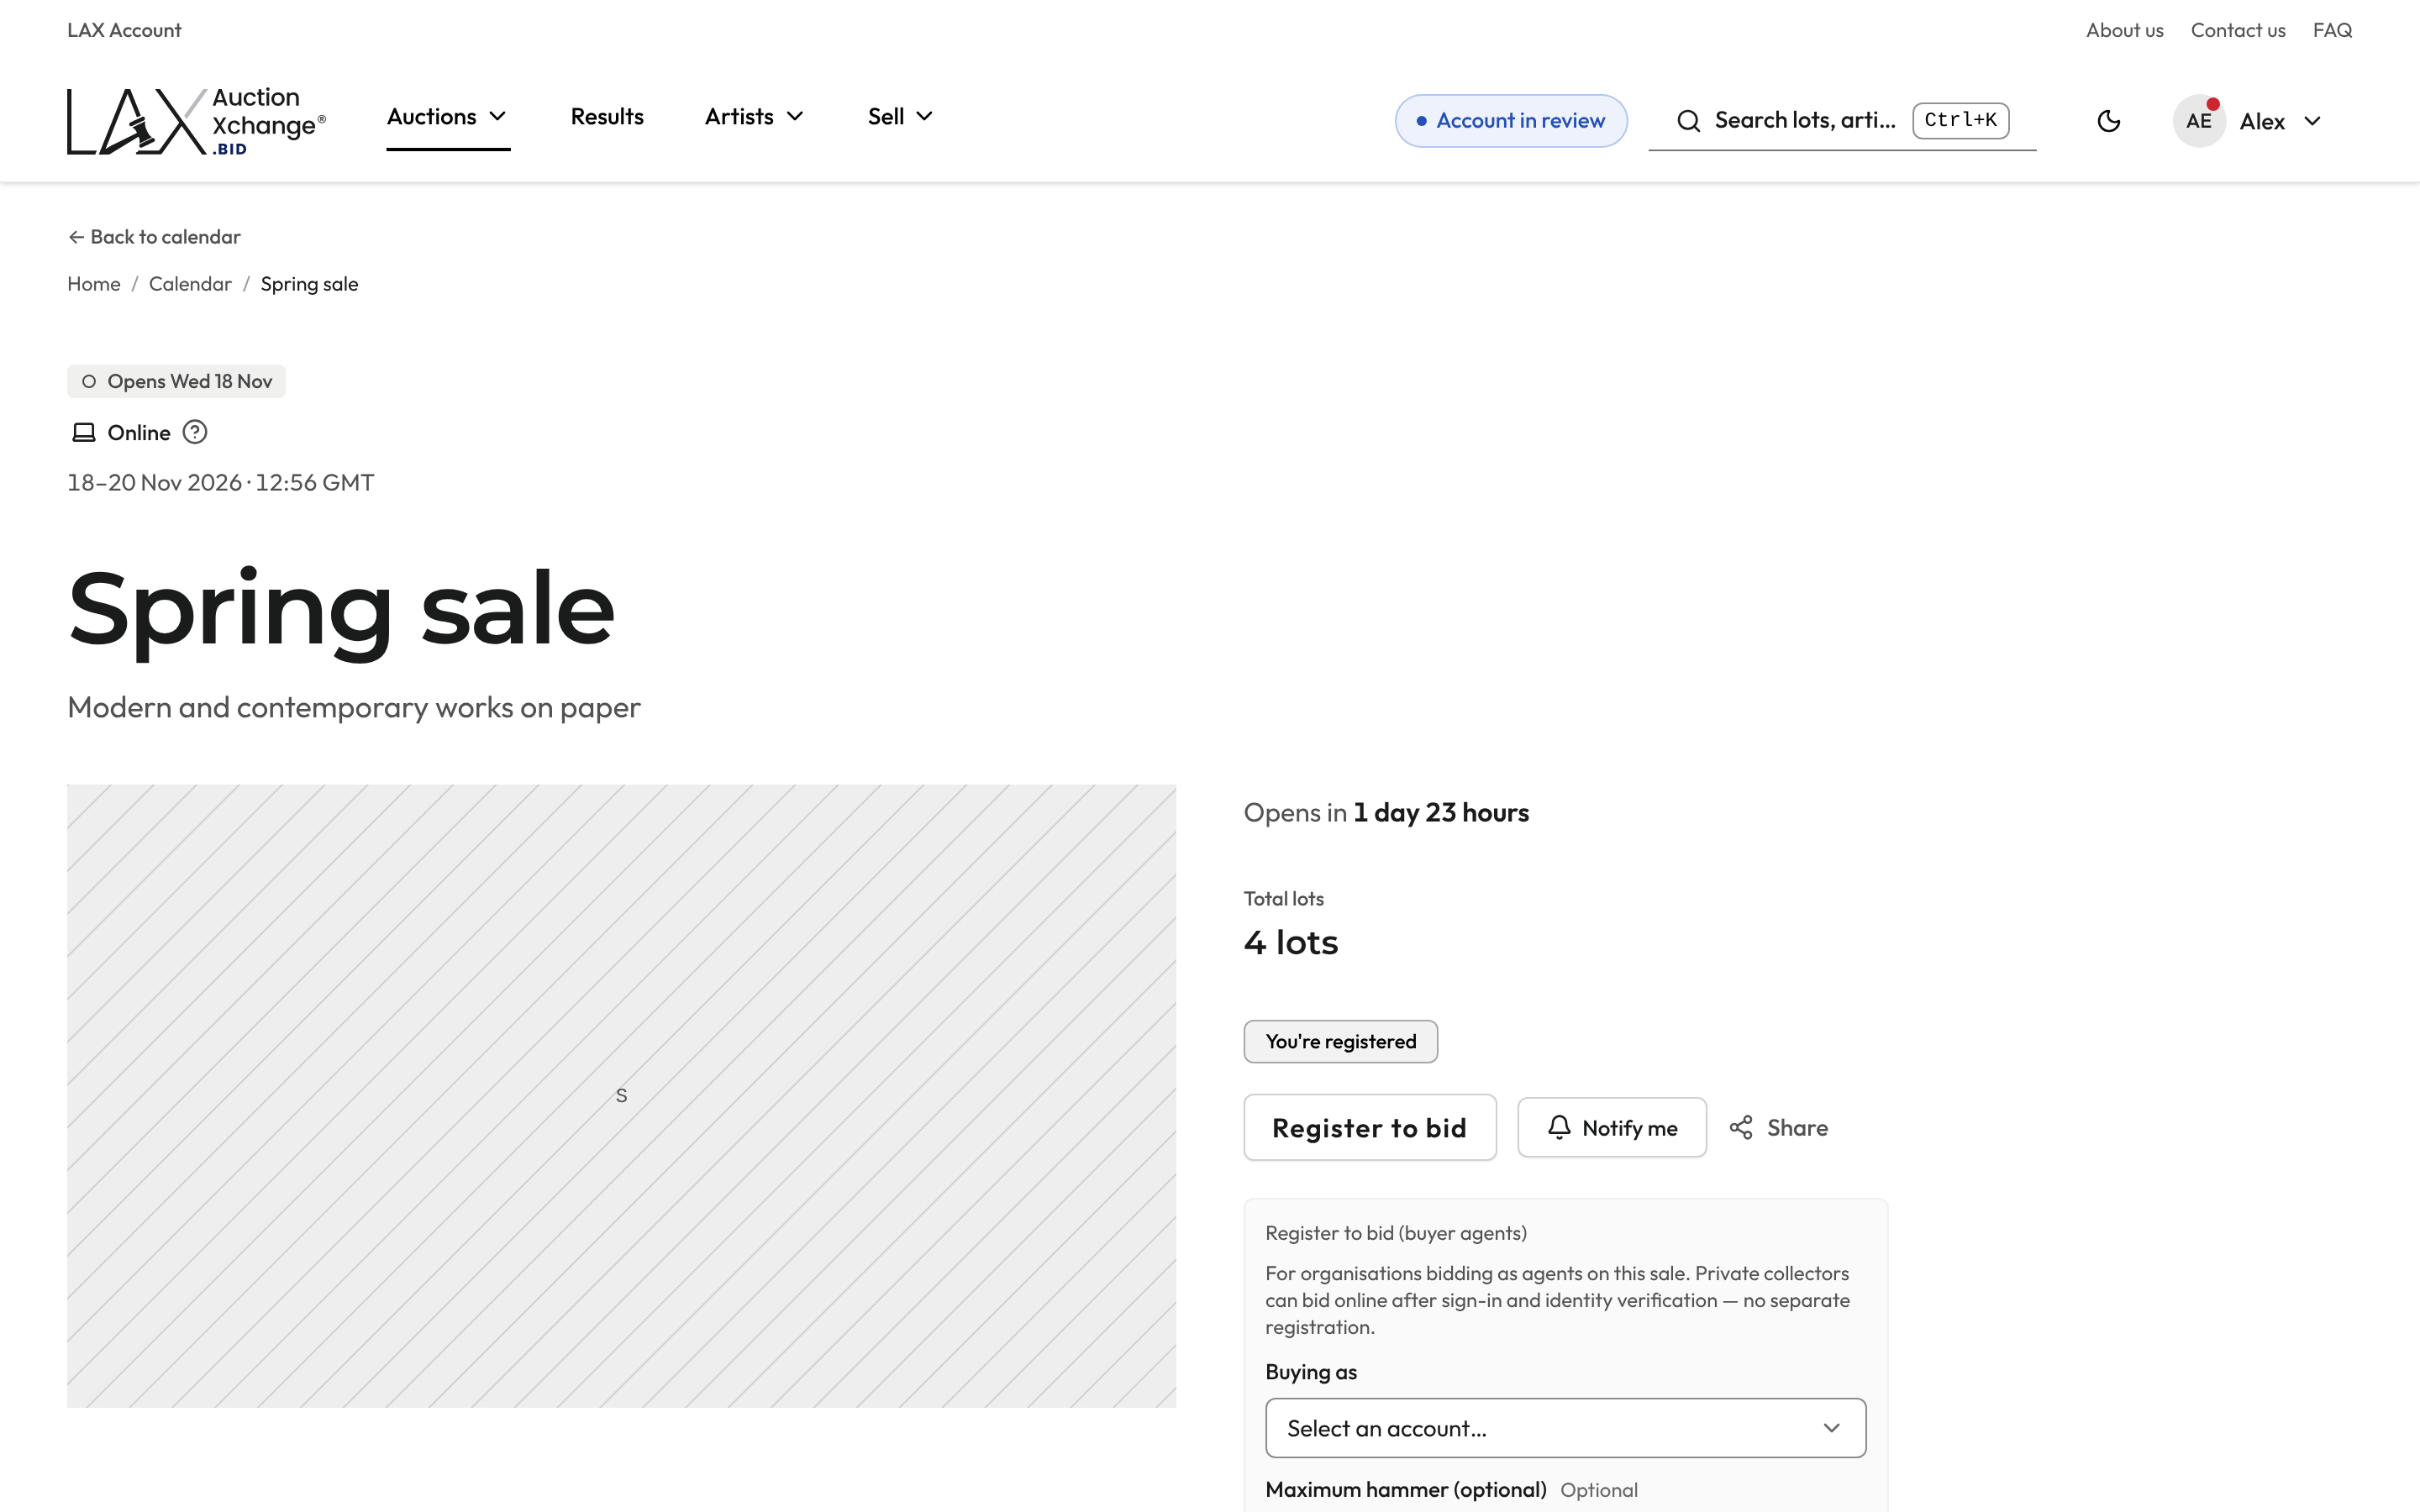 LAX Account
About us
Contact us
FAQ
LAX Auction
Xchange®
.BID
Auctions
Results
Artists
Sell
Account in review
Search lots, arti...
Ctrl+K
AE
Alex
← Back to calendar
Home / Calendar / Spring sale
Opens Wed 18 Nov
Online ?
18–20 Nov 2026 · 12:56 GMT
Spring sale
Modern and contemporary works on paper
S
Opens in 1 day 23 hours
Total lots
4 lots
You're registered
Register to bid
Notify me
Share
Register to bid (buyer agents)
For organisations bidding as agents on this sale. Private collectors
can bid online after sign-in and identity verification — no separate
registration.
Buying as
Select an account...
Maximum hammer (optional) Optional